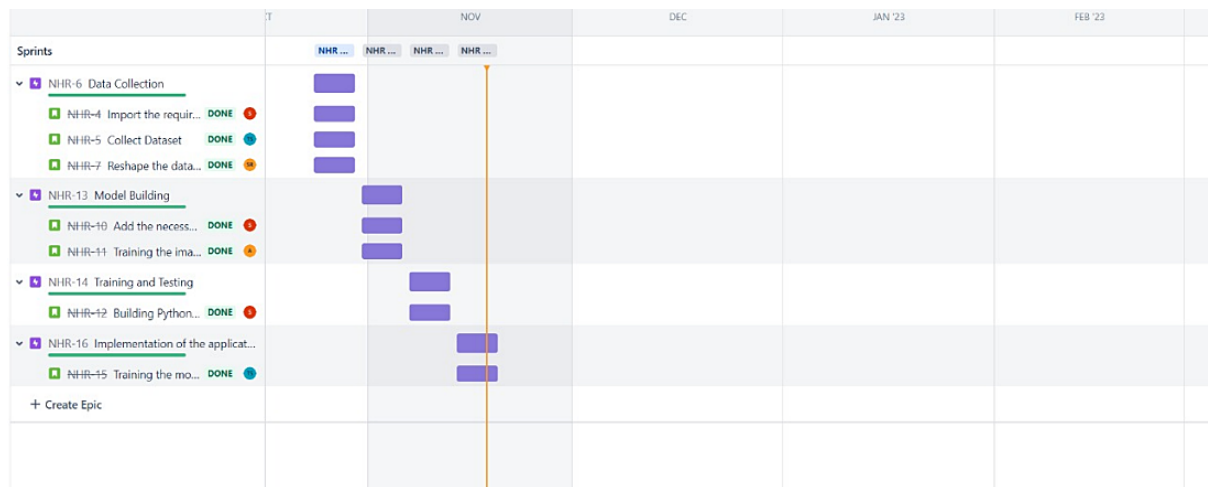 CT NOV DEC JAN '23 FEB '23
Sprints NHR ... NHR ... NHR ... NHR ...
NHR-6 Data Collection
NHR-4 Import the requir... DONE S
NHR-5 Collect Dataset DONE
NHR-7 Reshape the data... DONE SR
NHR-13 Model Building
NHR-10 Add the necess... DONE S
NHR-11 Training the ima... DONE A
NHR-14 Training and Testing
NHR-12 Building Python... DONE S
NHR-16 Implementation of the applicat...
NHR-15 Training the mo... DONE
+ Create Epic